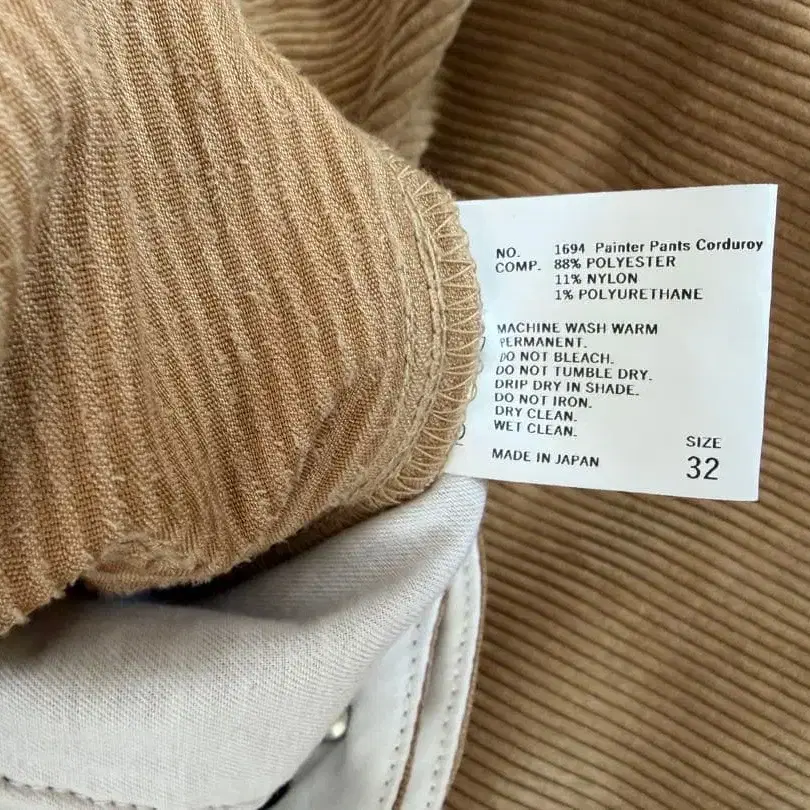 NO. 1694 Painter Pants Corduroy
COMP. 88% POLYESTER
11% NYLON
1% POLYURETHANE
MACHINE WASH WARM
PERMANENT.
DO NOT BLEACH.
DO NOT TUMBLE DRY.
DRIP DRY IN SHADE.
DO NOT IRON.
DRY CLEAN.
WET CLEAN.
MADE IN JAPAN
SIZE
32